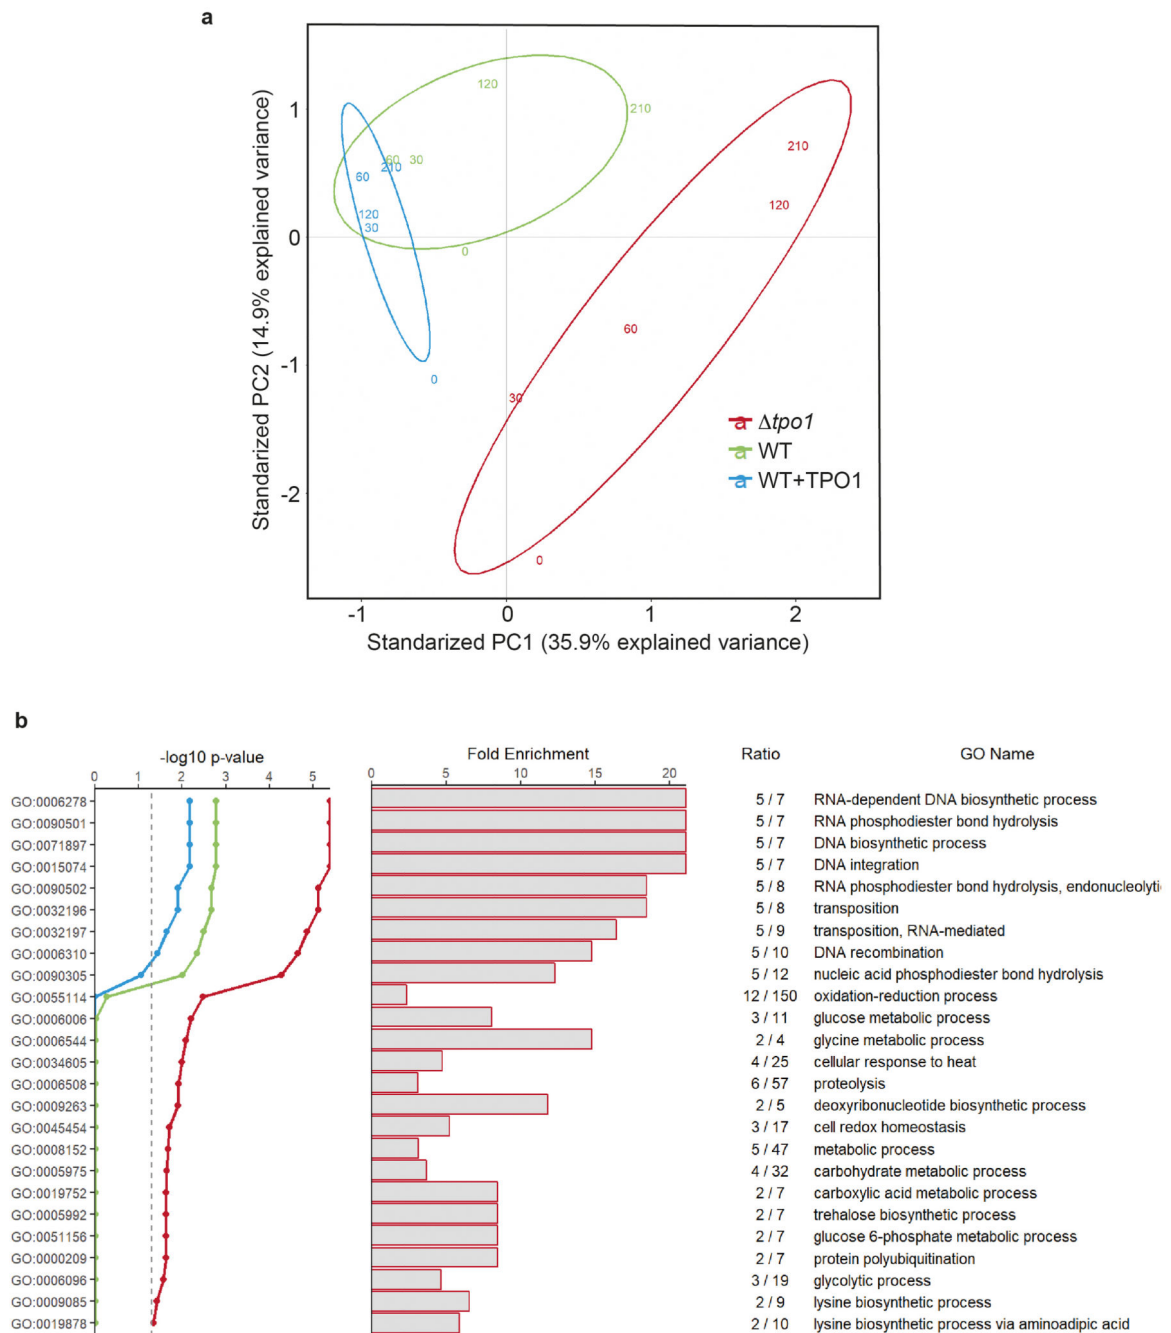 a
120
210
1
210
60
210
30
60
120
120
30
0
0
60
-1
0
30
Δtpo1
a
WT
a
WT+TPO1
a
-2
0
-1
0
1
2
Standarized PC1 (35.9% explained variance)
Standarized PC2 (14.9% explained variance)
b
-log10 p-value
Fold Enrichment
Ratio
GO Name
0 1 2 3 4 5
0 5 10 15 20
GO:0006278 5 / 7 RNA-dependent DNA biosynthetic process
GO:0090501 5 / 7 RNA phosphodiester bond hydrolysis
GO:0071897 5 / 7 DNA biosynthetic process
GO:0015074 5 / 7 DNA integration
GO:0090502 5 / 8 RNA phosphodiester bond hydrolysis, endonucleolyti
GO:0032196 5 / 8 transposition
GO:0032197 5 / 9 transposition, RNA-mediated
GO:0006310 5 / 10 DNA recombination
GO:0090305 5 / 12 nucleic acid phosphodiester bond hydrolysis
GO:0055114 12 / 150 oxidation-reduction process
GO:0006006 3 / 11 glucose metabolic process
GO:0006544 2 / 4 glycine metabolic process
GO:0034605 4 / 25 cellular response to heat
GO:0006508 6 / 57 proteolysis
GO:0009263 2 / 5 deoxyribonucleotide biosynthetic process
GO:0045454 3 / 17 cell redox homeostasis
GO:0008152 5 / 47 metabolic process
GO:0005975 4 / 32 carbohydrate metabolic process
GO:0019752 2 / 7 carboxylic acid metabolic process
GO:0005992 2 / 7 trehalose biosynthetic process
GO:0051156 2 / 7 glucose 6-phosphate metabolic process
GO:0000209 2 / 7 protein polyubiquitination
GO:0006096 3 / 19 glycolytic process
GO:0009085 2 / 9 lysine biosynthetic process
GO:0019878 2 / 10 lysine biosynthetic process via aminoadipic acid